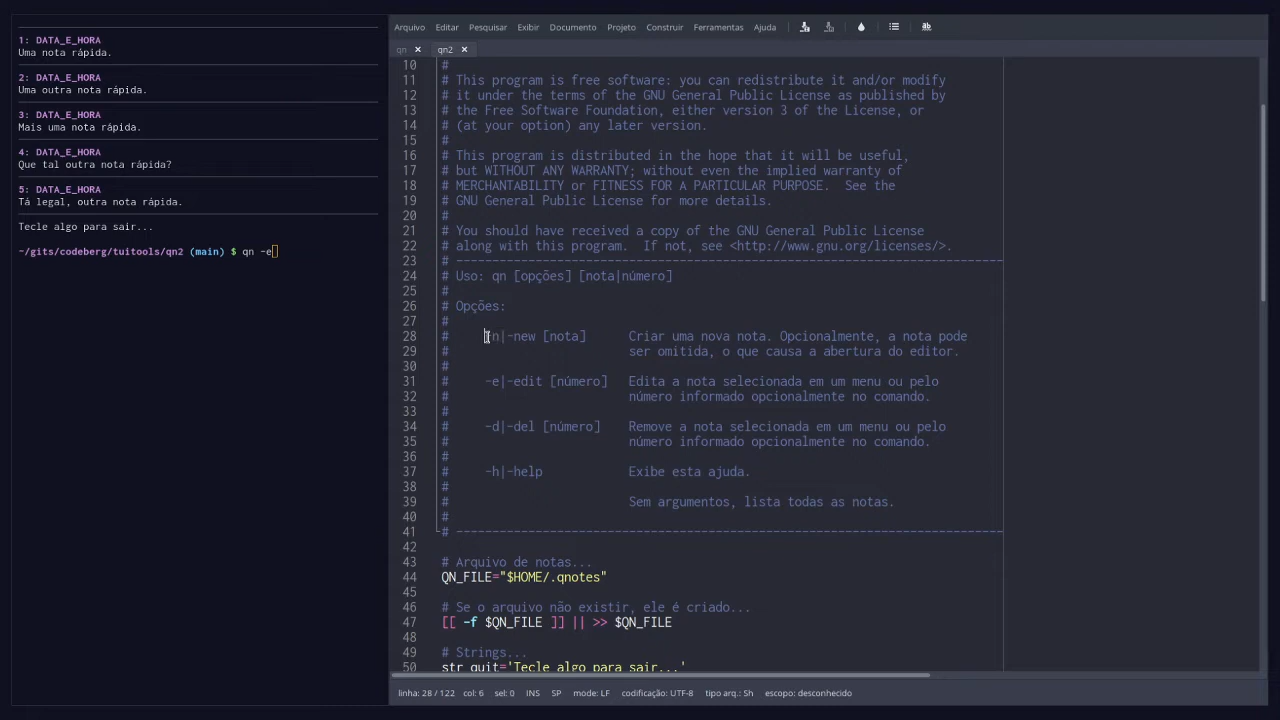 1: DATA_E_HORA
Uma nota rápida.
2: DATA_E_HORA
Uma outra nota rápida.
3: DATA_E_HORA
Mais uma nota rápida.
4: DATA_E_HORA
Que tal outra nota rápida?
5: DATA_E_HORA
Tá legal, outra nota rápida.
Tecle algo para sair...
~/gits/codeberg/tuitools/qn2 (main) $ qn -e
Arquivo Editar Pesquisar Exibir Documento Projeto Construir Ferramentas Ajuda
qn × qn2 ×
10 #
11 # This program is free software: you can redistribute it and/or modify
12 # it under the terms of the GNU General Public License as published by
13 # the Free Software Foundation, either version 3 of the License, or
14 # (at your option) any later version.
15 #
16 # This program is distributed in the hope that it will be useful,
17 # but WITHOUT ANY WARRANTY; without even the implied warranty of
18 # MERCHANTABILITY or FITNESS FOR A PARTICULAR PURPOSE.  See the
19 # GNU General Public License for more details.
20 #
21 # You should have received a copy of the GNU General Public License
22 # along with this program.  If not, see <http://www.gnu.org/licenses/>.
23 # ----------------------------------------------------------------------------
24 # Uso: qn [opções] [nota|número]
25 #
26 # Opções:
27 #
28 #     -n|-new [nota]      Criar uma nova nota. Opcionalmente, a nota pode
29 #                         ser omitida, o que causa a abertura do editor.
30 #
31 #     -e|-edit [número]   Edita a nota selecionada em um menu ou pelo
32 #                         número informado opcionalmente no comando.
33 #
34 #     -d|-del [número]    Remove a nota selecionada em um menu ou pelo
35 #                         número informado opcionalmente no comando.
36 #
37 #     -h|-help            Exibe esta ajuda.
38 #
39 #                         Sem argumentos, lista todas as notas.
40 #
41 # ----------------------------------------------------------------------------
42
43 # Arquivo de notas...
44 QN_FILE="$HOME/.qnotes"
45
46 # Se o arquivo não existir, ele é criado...
47 [[ -f $QN_FILE ]] || >> $QN_FILE
48
49 # Strings...
50 str_quit='Tecle algo para sair...'
linha: 28 / 122 col: 6 sel: 0 INS SP mode: LF codificação: UTF-8 tipo arq.: Sh escopo: desconhecido